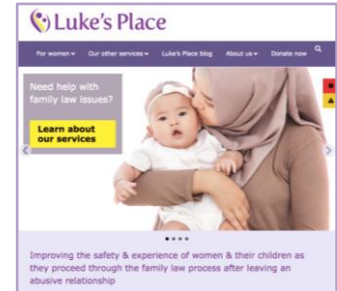 Luke's Place
For women Our other services Luke's Place blog About us Donate now
Need help with
family law issues?
Learn about
our services
Improving the safety & experience of women & their children as
they proceed through the family law process after leaving an
abusive relationship